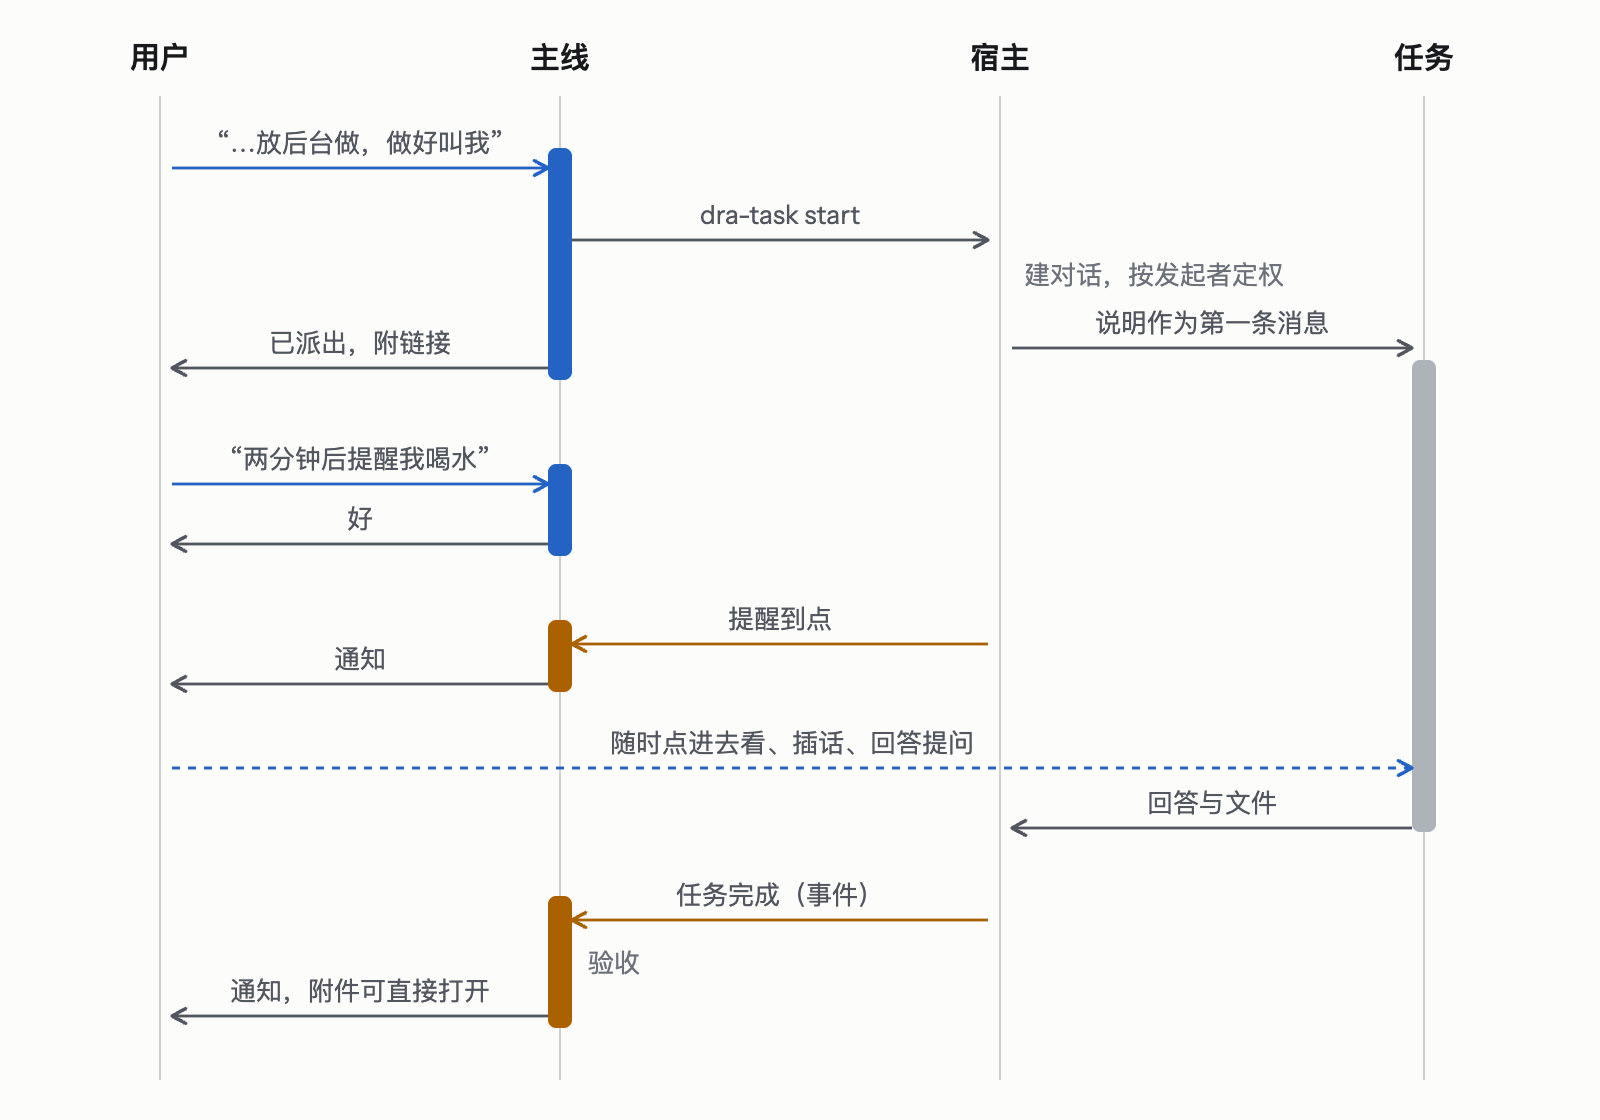 用户
主线
宿主
任务
“…放后台做，做好叫我”
dra-task start
建对话，按发起者定权
说明作为第一条消息
已派出，附链接
“两分钟后提醒我喝水”
好
提醒到点
通知
随时点进去看、插话、回答提问
回答与文件
任务完成（事件）
验收
通知，附件可直接打开